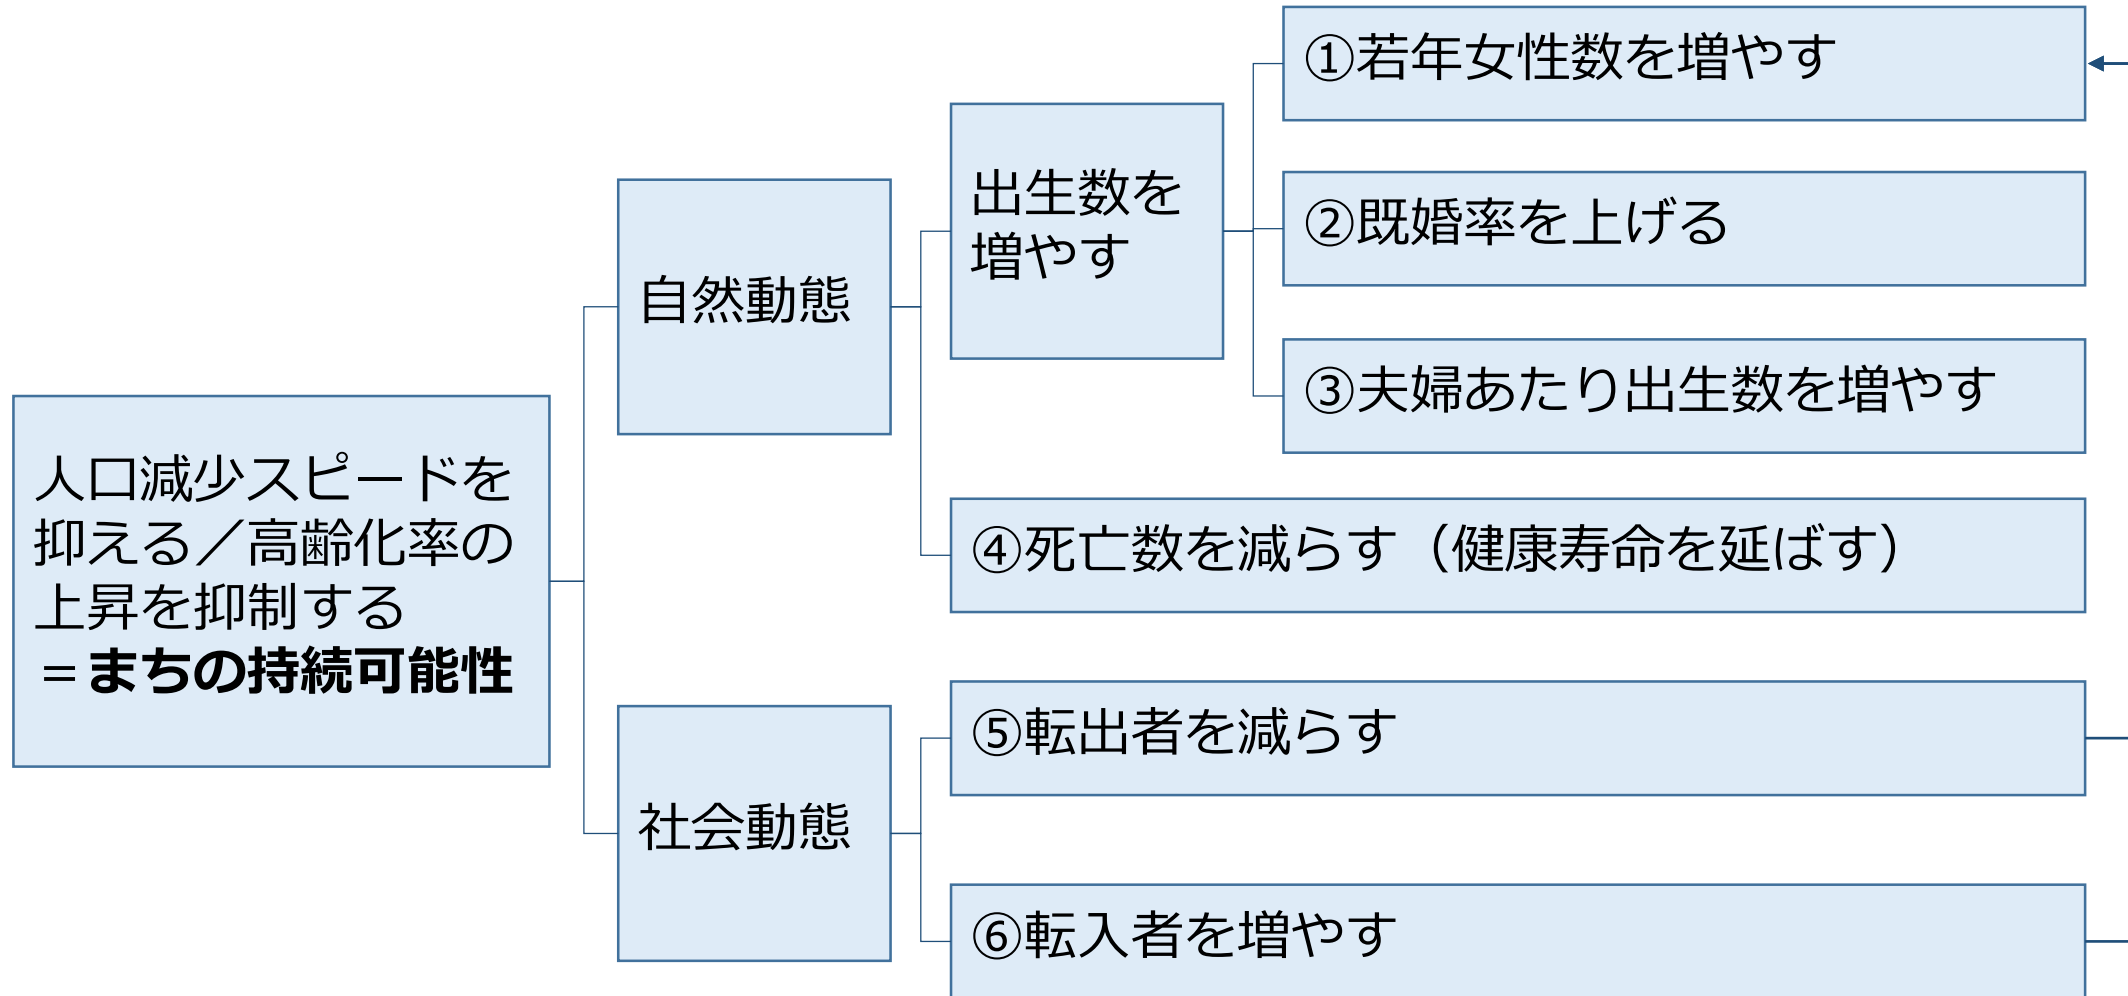 人口減少スピードを
抑える／高齢化率の
上昇を抑制する
＝まちの持続可能性
自然動態
出生数を
増やす
①若年女性数を増やす
②既婚率を上げる
③夫婦あたり出生数を増やす
④死亡数を減らす（健康寿命を延ばす）
社会動態
⑤転出者を減らす
⑥転入者を増やす